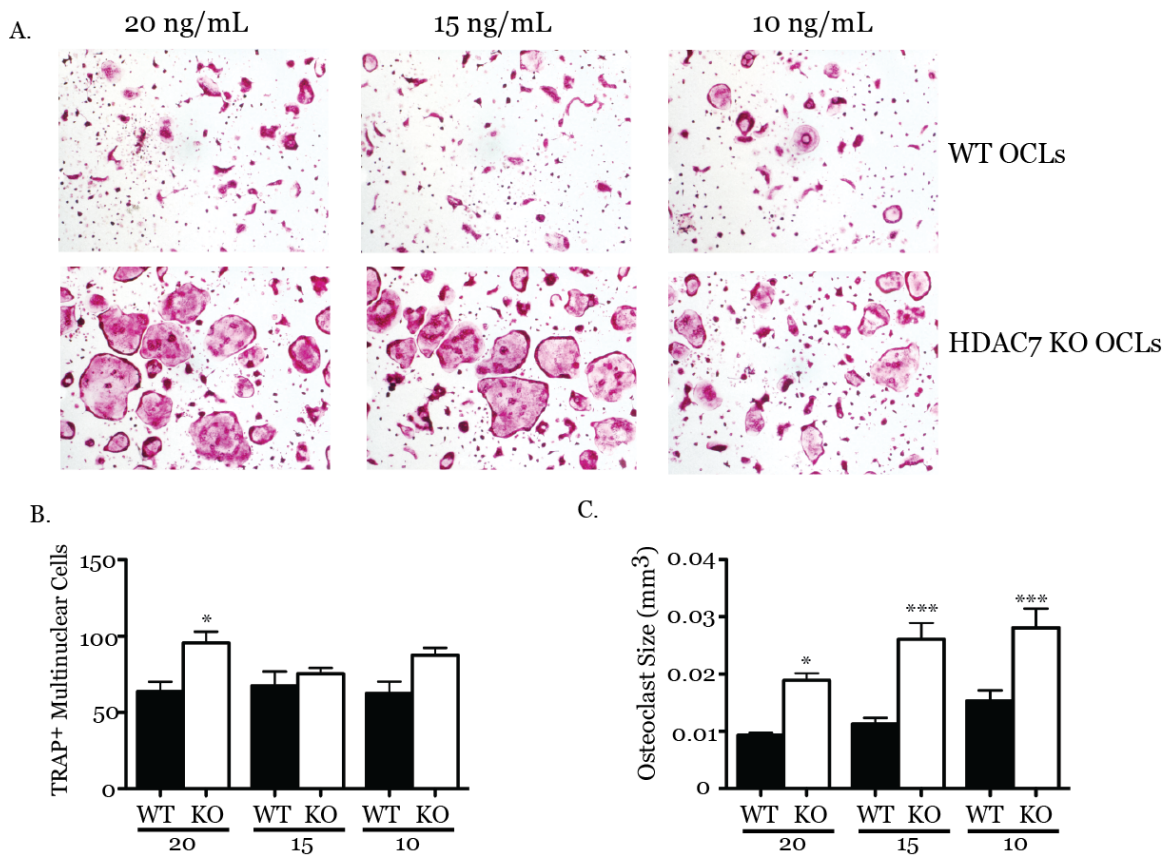 A.
20 ng/mL 15 ng/mL 10 ng/mL
WT OCLs
HDAC7 KO OCLs
B.
TRAP+ Multinuclear Cells
150
100
50
0
*
WT KO WT KO WT KO
20 15 10
C.
Osteoclast Size (mm³)
0.04
0.03
0.02
0.01
0
* *** ***
WT KO WT KO WT KO
20 15 10